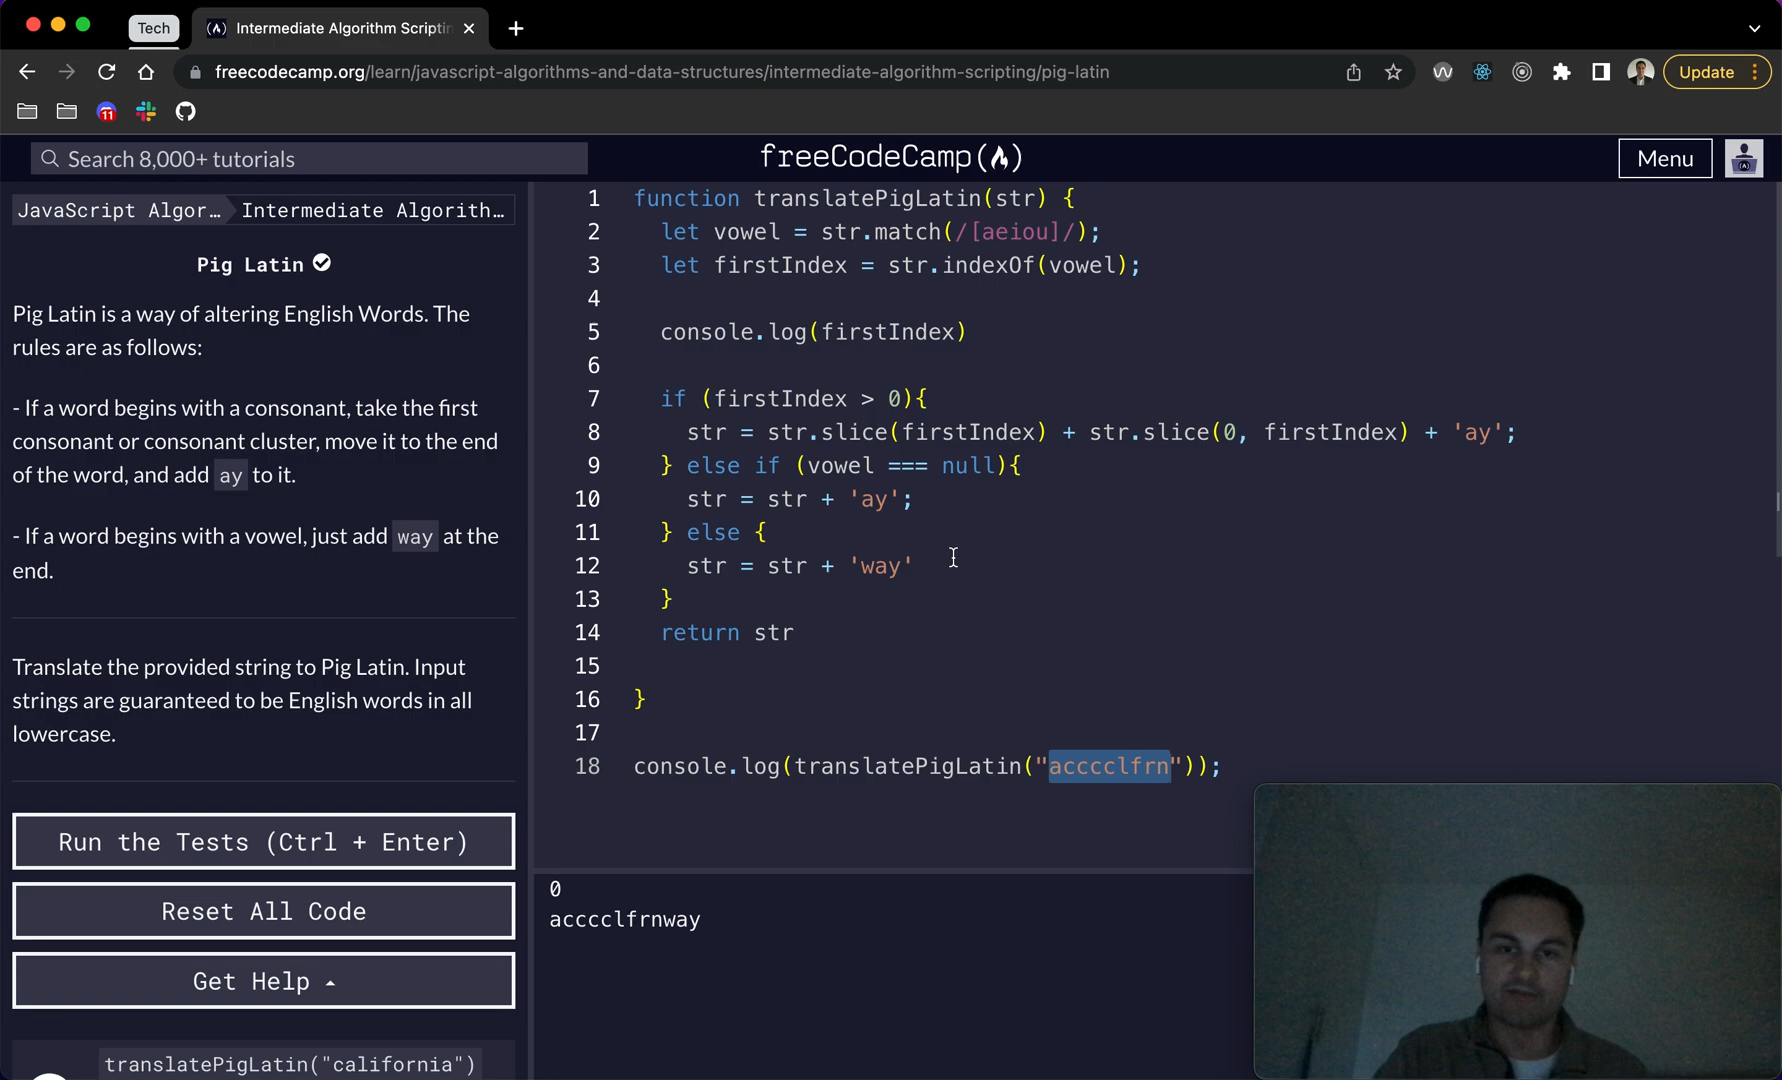 Tech
Intermediate Algorithm Scriptin
freecodecamp.org/learn/javascript-algorithms-and-data-structures/intermediate-algorithm-scripting/pig-latin
Update
11
Search 8,000+ tutorials
freeCodeCamp
Menu
JavaScript Algor… Intermediate Algorith…
Pig Latin
Pig Latin is a way of altering English Words. The
rules are as follows:
- If a word begins with a consonant, take the first
consonant or consonant cluster, move it to the end
of the word, and add ay to it.
- If a word begins with a vowel, just add way at the
end.
Translate the provided string to Pig Latin. Input
strings are guaranteed to be English words in all
lowercase.
Run the Tests (Ctrl + Enter)
Reset All Code
Get Help
translatePigLatin("california")
1 function translatePigLatin(str) {
2 let vowel = str.match(/[aeiou]/);
3 let firstIndex = str.indexOf(vowel);
4
5 console.log(firstIndex)
6
7 if (firstIndex > 0){
8 str = str.slice(firstIndex) + str.slice(0, firstIndex) + 'ay';
9 } else if (vowel === null){
10 str = str + 'ay';
11 } else {
12 str = str + 'way'
13 }
14 return str
15
16 }
17
18 console.log(translatePigLatin("acccclfrn"));
0
acccclfrnway